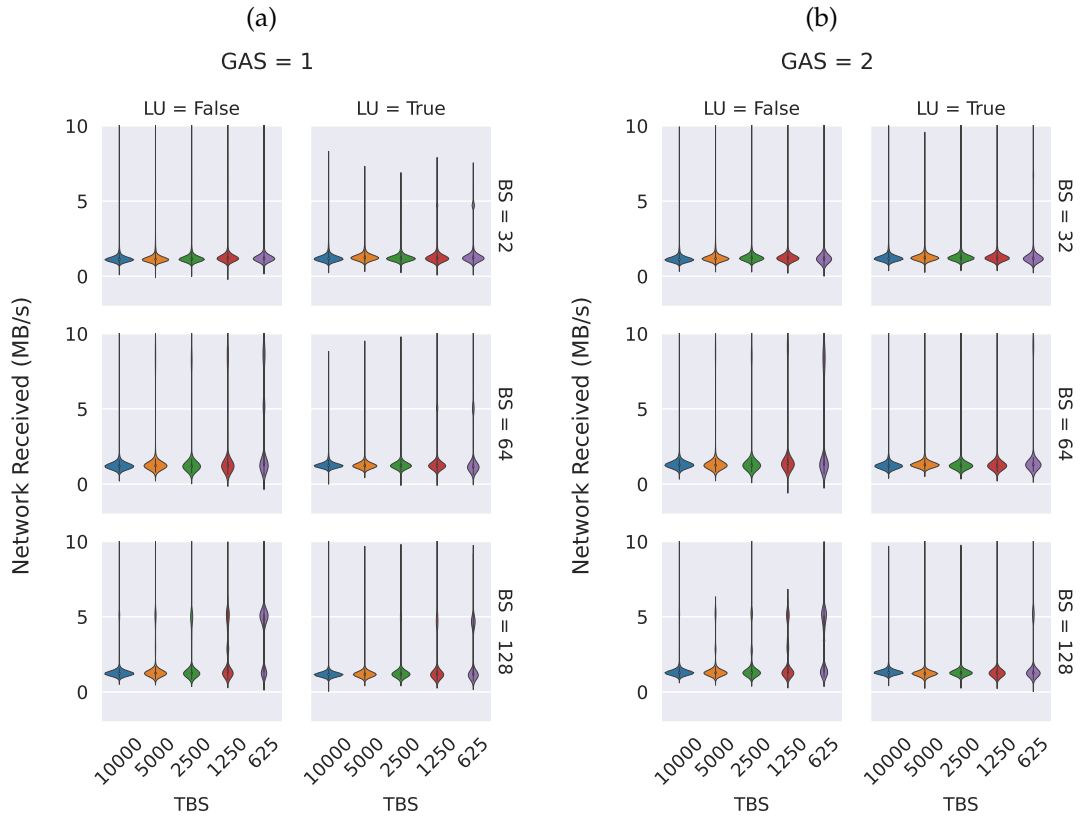 (a)
GAS = 1
LU = False
LU = True
Network Received (MB/s)
10
5
0
BS = 32
10
5
0
BS = 64
10
5
0
BS = 128
10000
5000
2500
1250
625
TBS
10000
5000
2500
1250
625
TBS
(b)
GAS = 2
LU = False
LU = True
Network Received (MB/s)
10
5
0
BS = 32
10
5
0
BS = 64
10
5
0
BS = 128
10000
5000
2500
1250
625
TBS
10000
5000
2500
1250
625
TBS